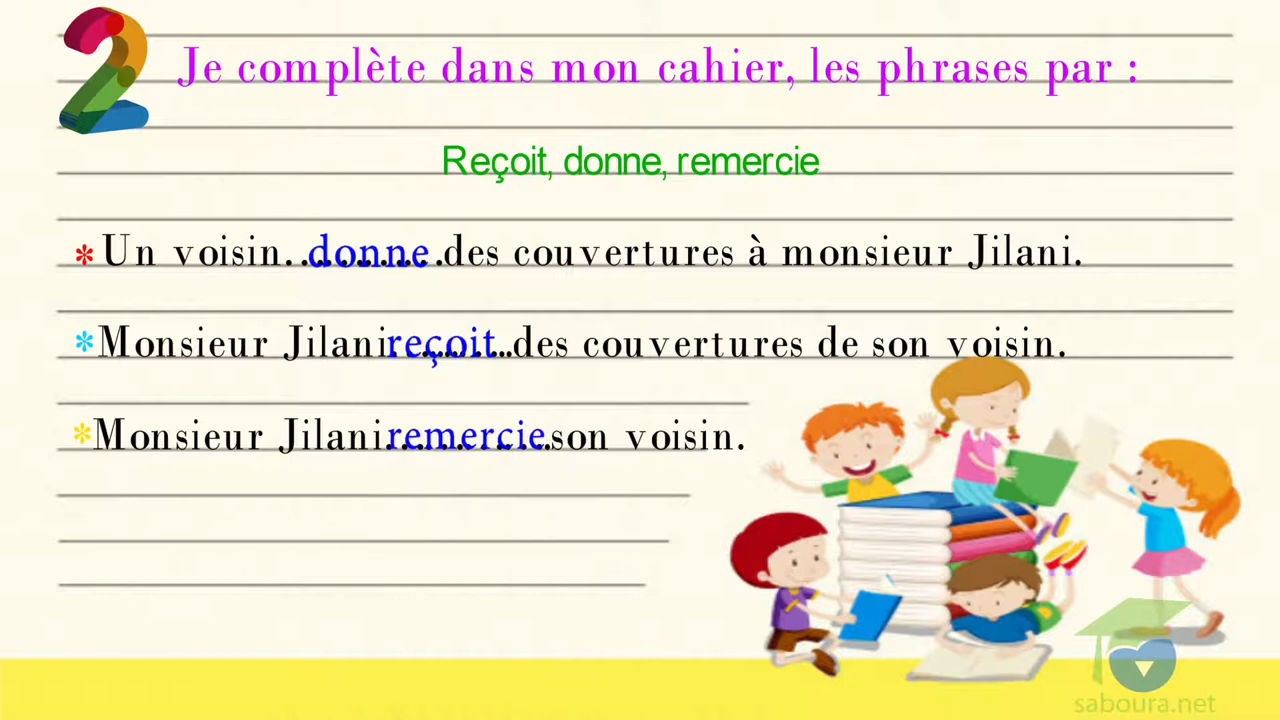 2 Je complète dans mon cahier, les phrases par :
Reçoit, donne, remercie
* Un voisin..donne.des couvertures à monsieur Jilani.
* Monsieur Jilani.reçoit...des couvertures de son voisin.
* Monsieur Jilani.remercie.son voisin.
saboura.net